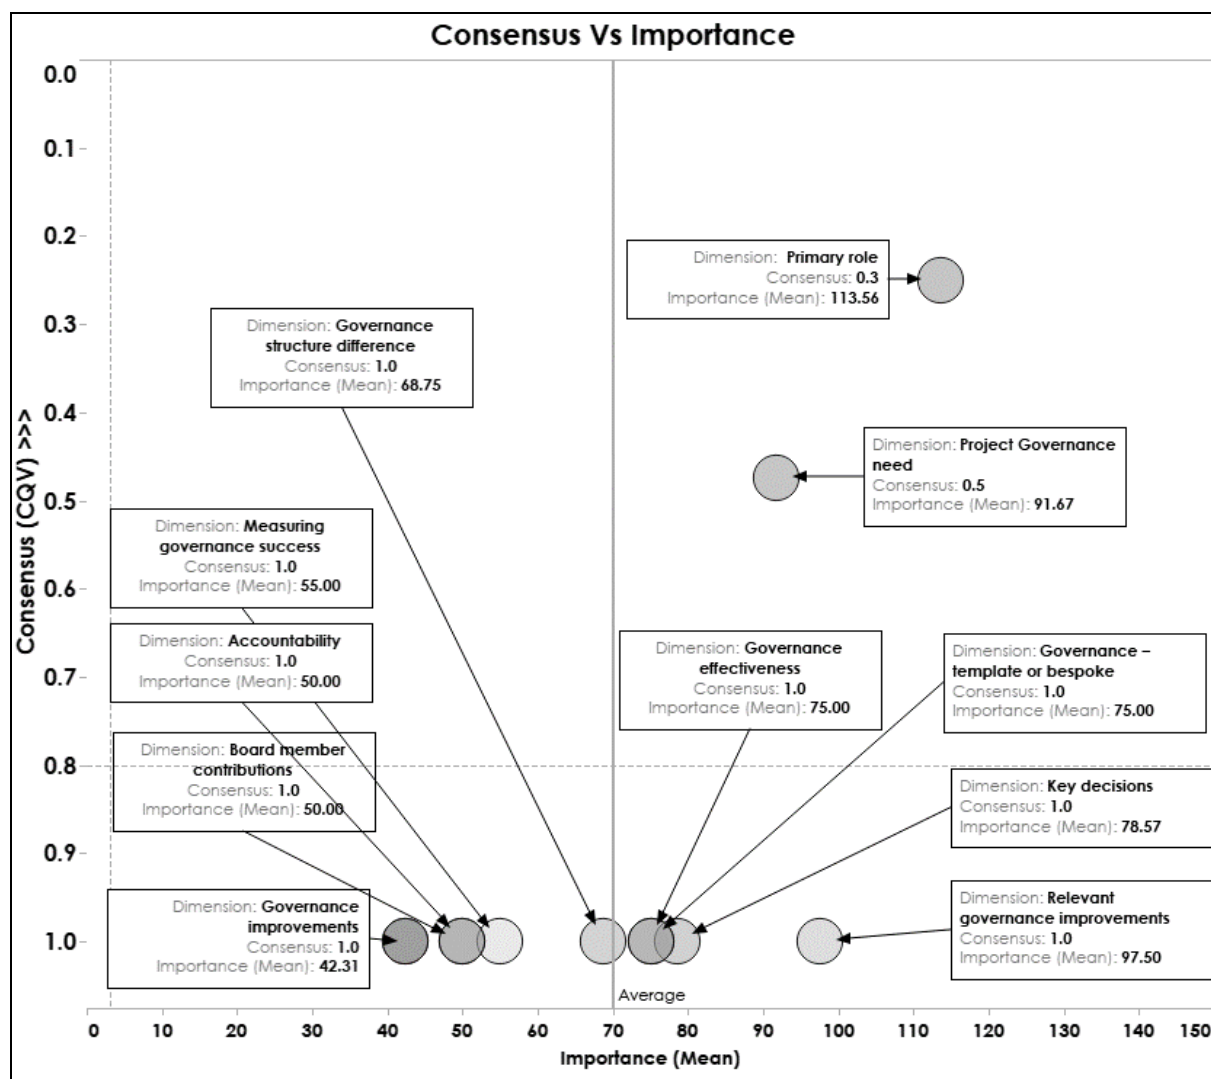 Consensus Vs Importance
Consensus (CQV) >>>
0.0
0.1
0.2
0.3
0.4
0.5
0.6
0.7
0.8
0.9
1.0
Dimension: Primary role
Consensus: 0.3
Importance (Mean): 113.56
Dimension: Governance
structure difference
Consensus: 1.0
Importance (Mean): 68.75
Dimension: Project Governance
need
Consensus: 0.5
Importance (Mean): 91.67
Dimension: Measuring
governance success
Consensus: 1.0
Importance (Mean): 55.00
Dimension: Accountability
Consensus: 1.0
Importance (Mean): 50.00
Dimension: Governance
effectiveness
Consensus: 1.0
Importance (Mean): 75.00
Dimension: Governance –
template or bespoke
Consensus: 1.0
Importance (Mean): 75.00
Dimension: Board member
contributions
Consensus: 1.0
Importance (Mean): 50.00
Dimension: Key decisions
Consensus: 1.0
Importance (Mean): 78.57
Dimension: Governance
improvements
Consensus: 1.0
Importance (Mean): 42.31
Dimension: Relevant
governance improvements
Consensus: 1.0
Importance (Mean): 97.50
Average
0 10 20 30 40 50 60 70 80 90 100 110 120 130 140 150
Importance (Mean)